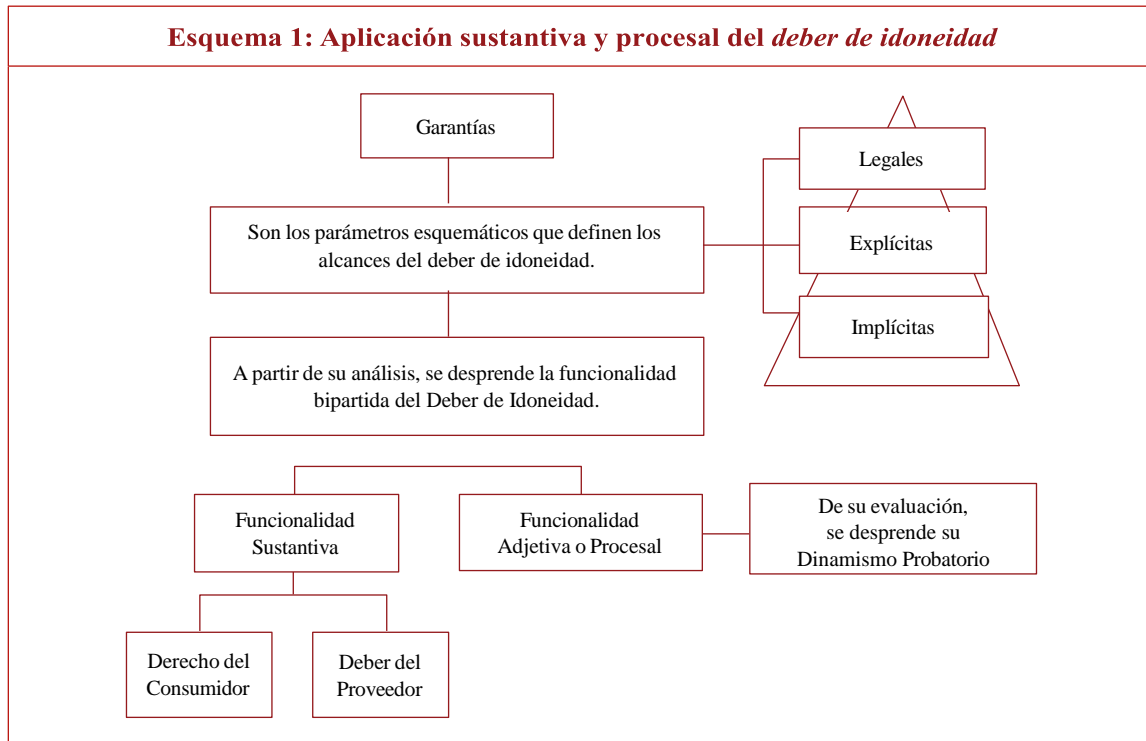 Esquema 1: Aplicación sustantiva y procesal del deber de idoneidad
Garantías
Son los parámetros esquemáticos que definen los
alcances del deber de idoneidad.
Legales
Explícitas
Implícitas
A partir de su análisis, se desprende la funcionalidad
bipartida del Deber de Idoneidad.
Funcionalidad
Sustantiva
Funcionalidad
Adjetiva o Procesal
De su evaluación,
se desprende su
Dinamismo Probatorio
Derecho del
Consumidor
Deber del
Proveedor